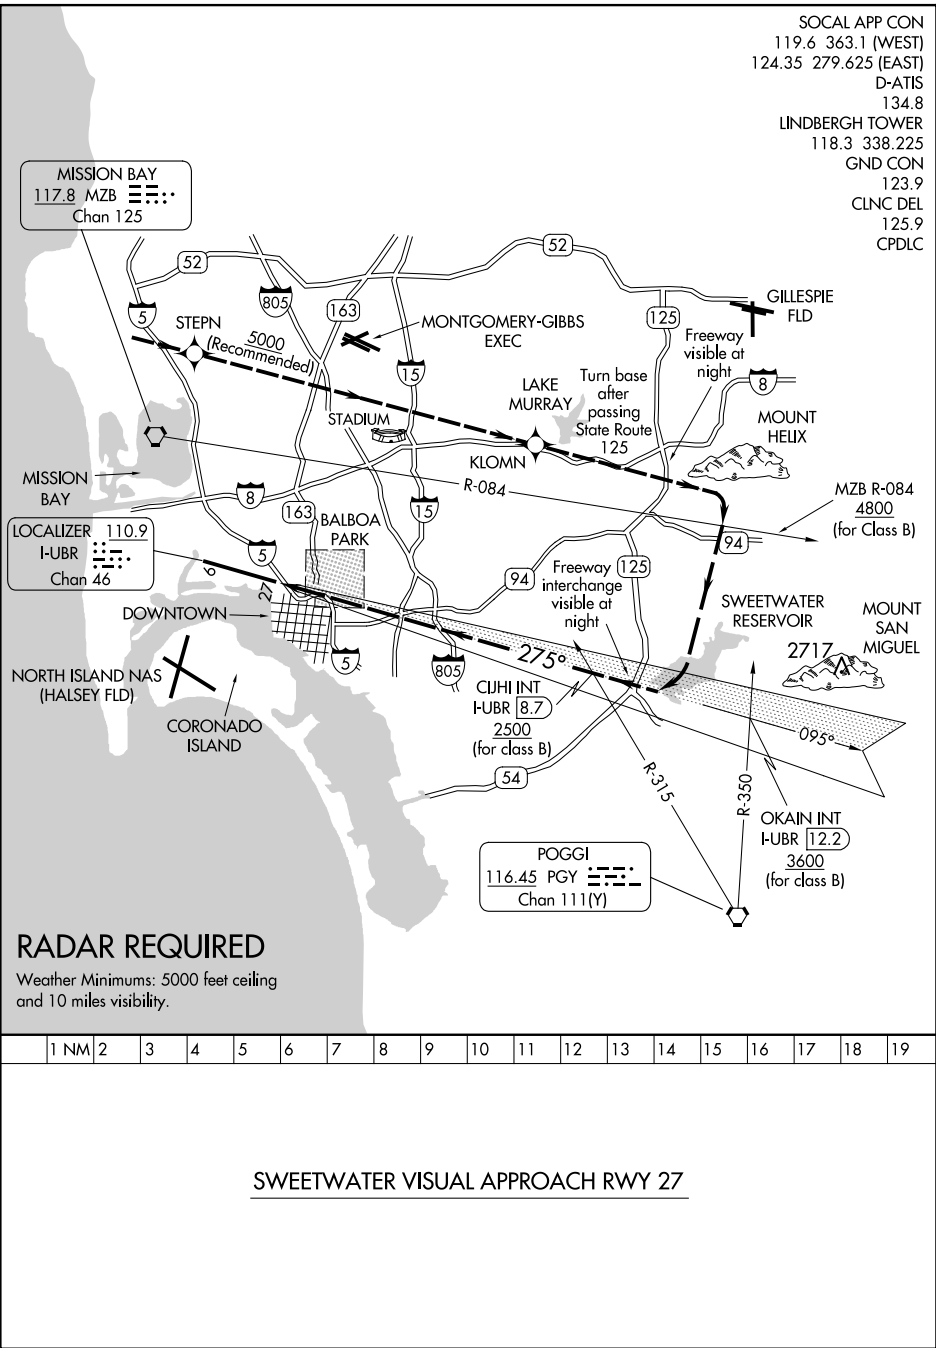 SOCAL APP CON
119.6 363.1 (WEST)
124.35 279.625 (EAST)
D-ATIS
134.8
LINDBERGH TOWER
118.3 338.225
GND CON
123.9
CLNC DEL
125.9
CPDLC
MISSION BAY
117.8 MZB
Chan 125
52
52
5
805
163
125
GILLESPIE
FLD
STEPN
5000
(Recommended)
MONTGOMERY-GIBBS
EXEC
Freeway
visible at
night
15
LAKE
MURRAY
Turn base
after
passing
State Route
125
8
STADIUM
MOUNT
HELIX
KLOMN
MISSION
BAY
R-084
MZB R-084
4800
(for Class B)
8
163
15
BALBOA
PARK
LOCALIZER 110.9
I-UBR
Chan 46
5
94
9
27
94
Freeway
interchange
visible at
night
125
DOWNTOWN
SWEETWATER
RESERVOIR
MOUNT
SAN
MIGUEL
2717
275°
5
805
NORTH ISLAND NAS
(HALSEY FLD)
CIJHI INT
I-UBR 8.7
2500
(for class B)
CORONADO
ISLAND
095°
54
R-315
R-350
OKAIN INT
I-UBR 12.2
3600
(for class B)
POGGI
116.45 PGY
Chan 111(Y)
RADAR REQUIRED
Weather Minimums: 5000 feet ceiling
and 10 miles visibility.
1 NM 2 3 4 5 6 7 8 9 10 11 12 13 14 15 16 17 18 19
SWEETWATER VISUAL APPROACH RWY 27